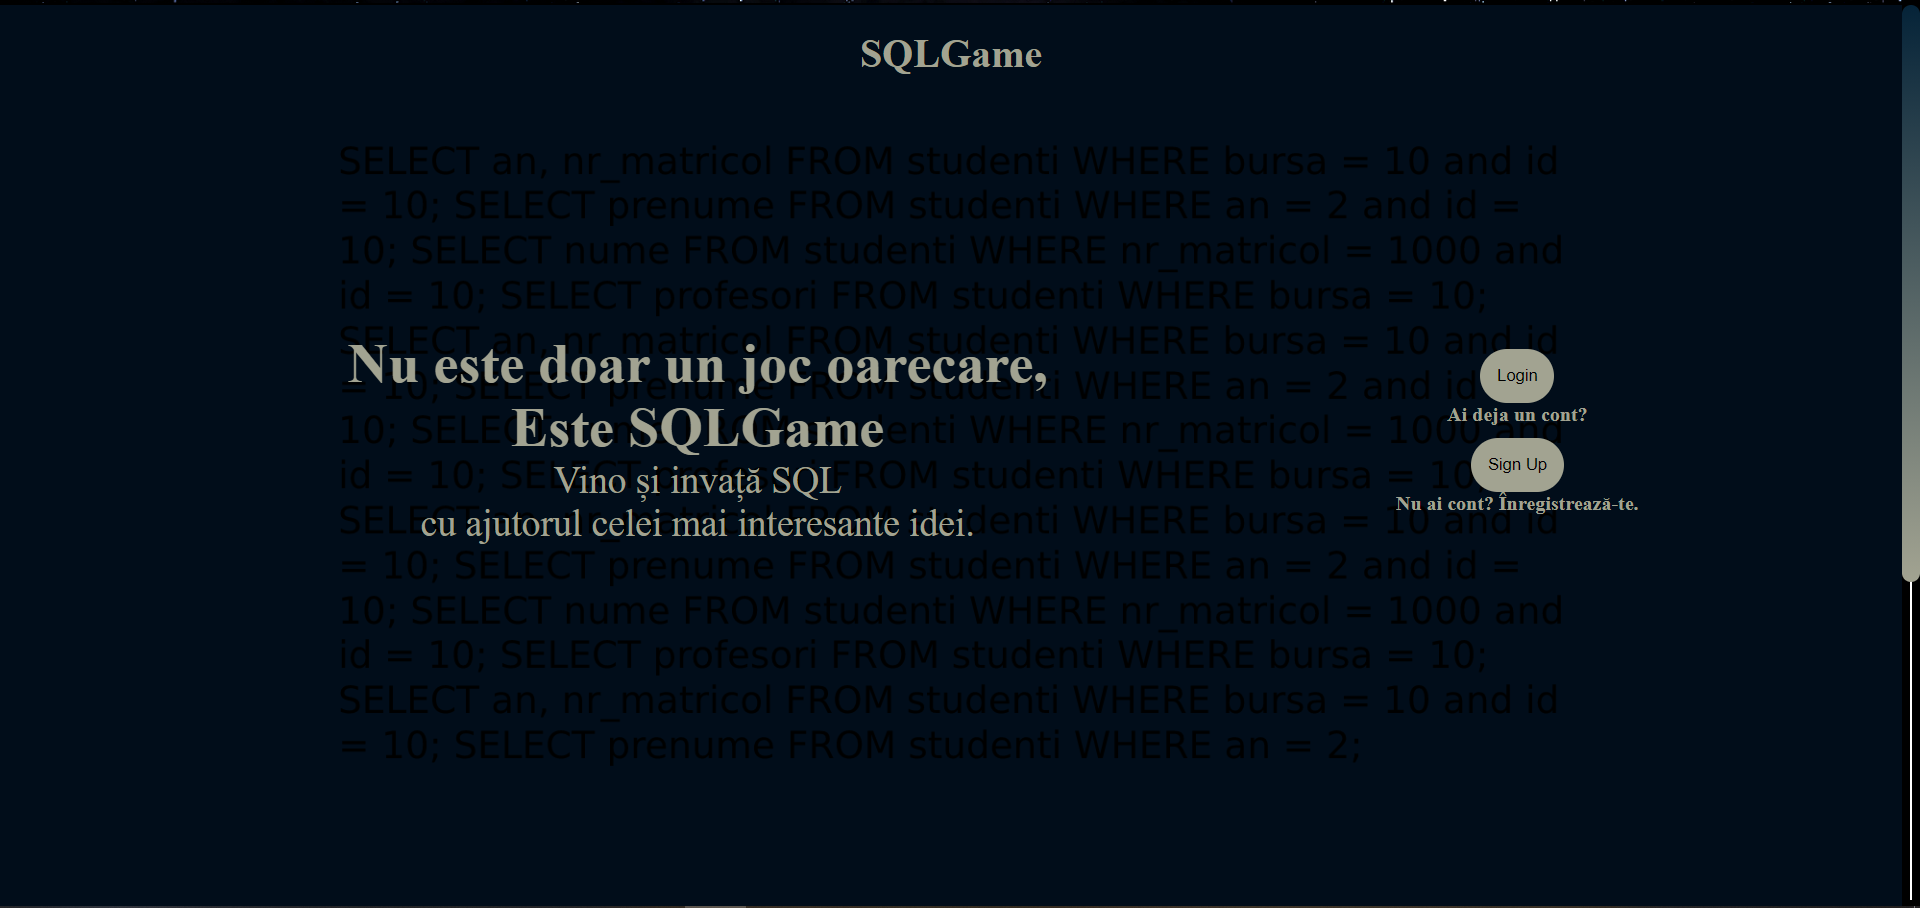 SQLGame
SELECT an, nr_matricol FROM studenti WHERE bursa = 10 and id
= 10; SELECT prenume FROM studenti WHERE an = 2 and id =
10; SELECT nume FROM studenti WHERE nr_matricol = 1000 and
id = 10; SELECT profesori FROM studenti WHERE bursa = 10;
SELECT an, nr_matricol FROM studenti WHERE bursa = 10 and id
Nu este doar un joc oarecare,
= 10; SELECT prenume FROM studenti WHERE an = 2 and id
Este SQLGame
10; SELECT enti WHERE nr_matricol = 1000 and
Vino și invață SQL
id = 10; SELECT profesori FROM studenti WHERE bursa = 10
cu ajutorul celei mai interesante idei.
SELECT enti WHERE bursa = 10 and id
= 10; SELECT prenume FROM studenti WHERE an = 2 and id =
10; SELECT nume FROM studenti WHERE nr_matricol = 1000 and
id = 10; SELECT profesori FROM studenti WHERE bursa = 10;
SELECT an, nr_matricol FROM studenti WHERE bursa = 10 and id
= 10; SELECT prenume FROM studenti WHERE an = 2;
Login
Ai deja un cont?
Sign Up
Nu ai cont? Înregistrează-te.